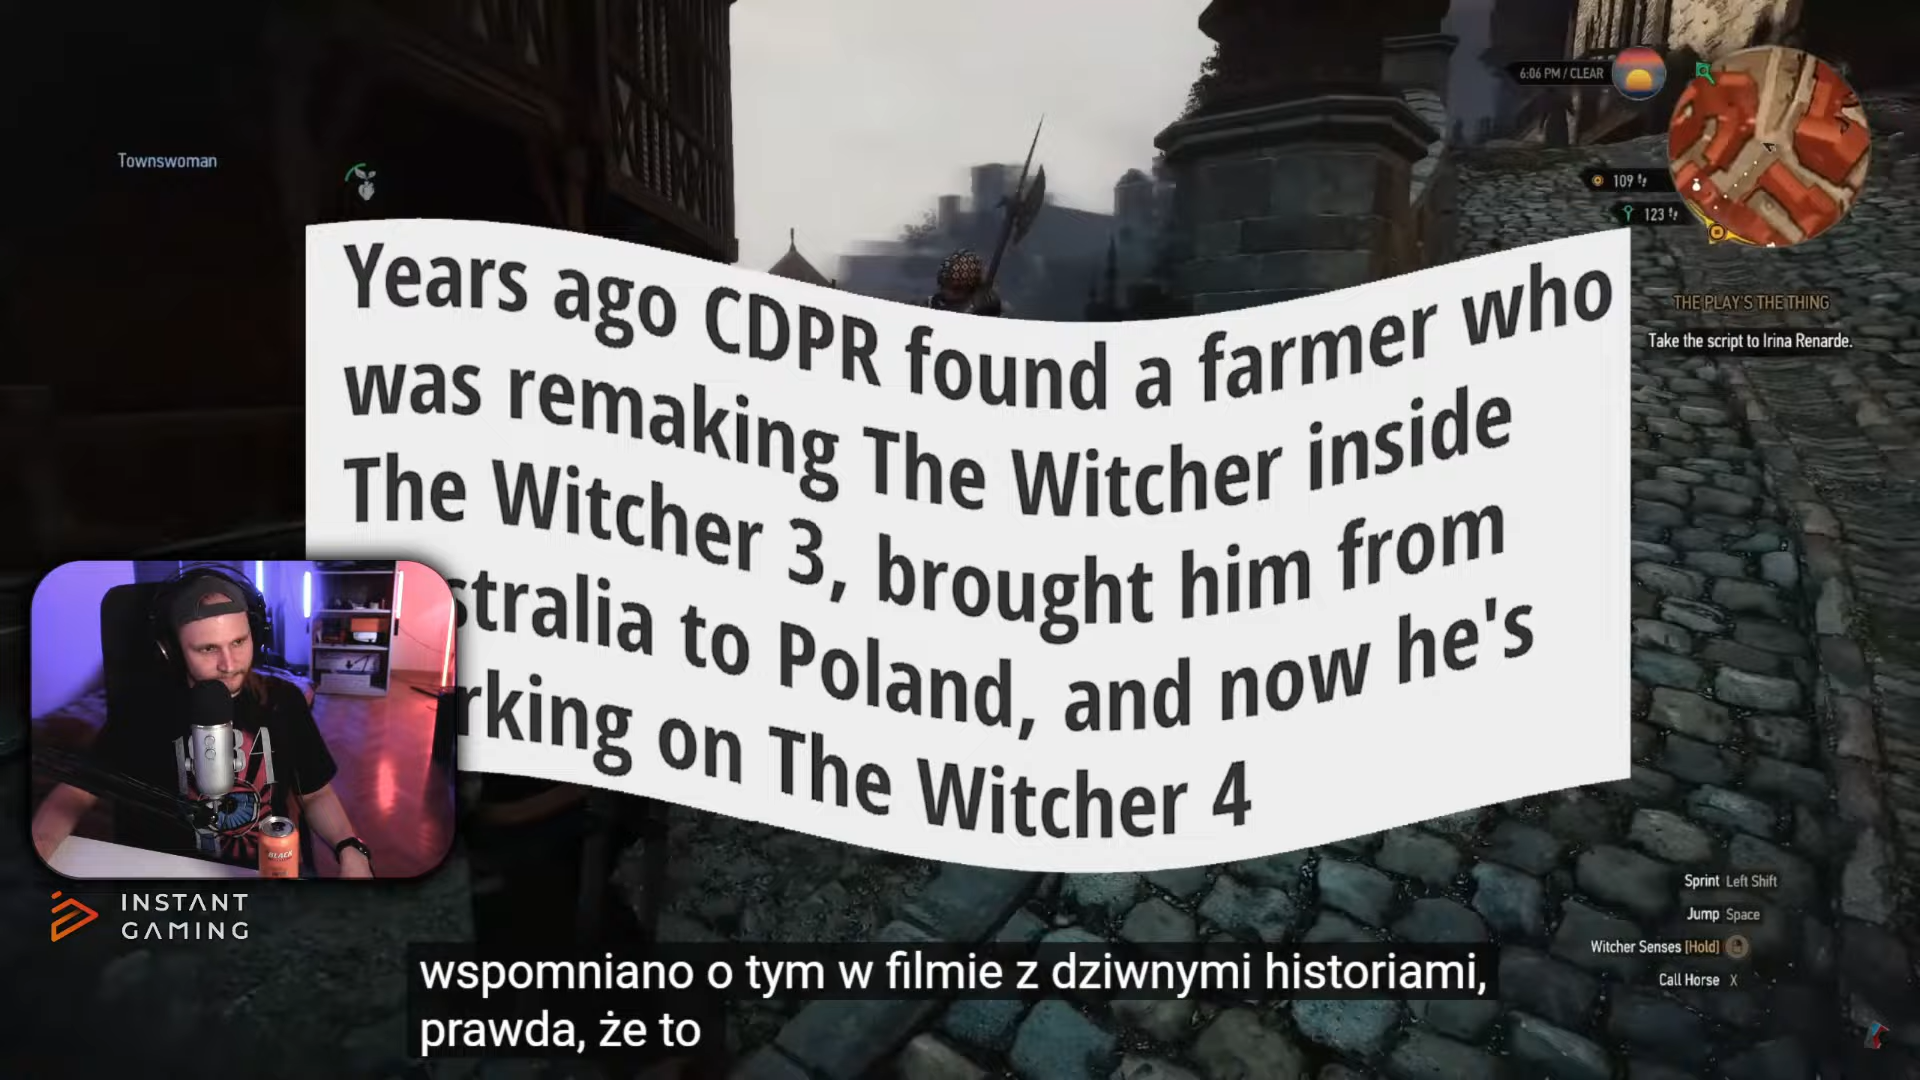 6:06 PM / CLEAR
Townswoman
109
123
THE PLAY'S THE THING
Take the script to Irina Renarde.
Years ago CDPR found a farmer who
was remaking The Witcher inside
The Witcher 3, brought him from
stralia to Poland, and now he's
rking on The Witcher 4
BLACK
INSTANT
GAMING
Sprint Left Shift
Jump Space
Witcher Senses [Hold]
Call Horse X
wspomniano o tym w filmie z dziwnymi historiami,
prawda, że to